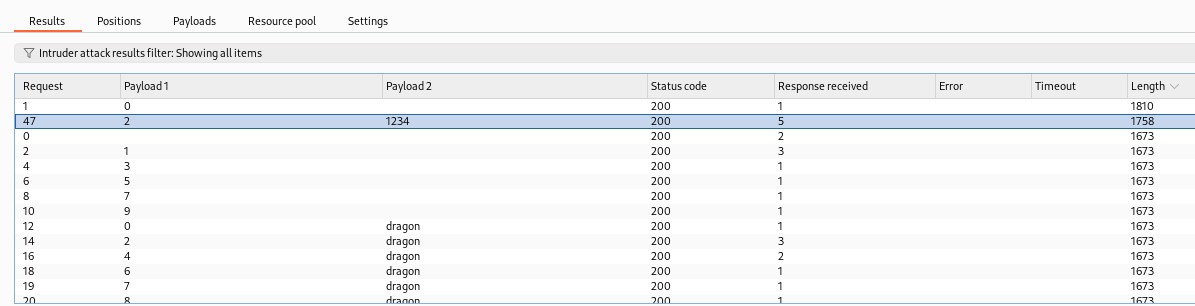 Results Positions Payloads Resource pool Settings
Intruder attack results filter: Showing all items
Request Payload 1 Payload 2 Status code Response received Error Timeout Length
1 0 200 1 1810
47 2 1234 200 5 1758
0 200 2 1673
2 1 200 3 1673
4 3 200 1 1673
6 5 200 1 1673
8 7 200 1 1673
10 9 200 1 1673
12 0 dragon 200 1 1673
14 2 dragon 200 3 1673
16 4 dragon 200 2 1673
18 6 dragon 200 1 1673
19 7 dragon 200 1 1673
20 8 dragon 200 1 1673